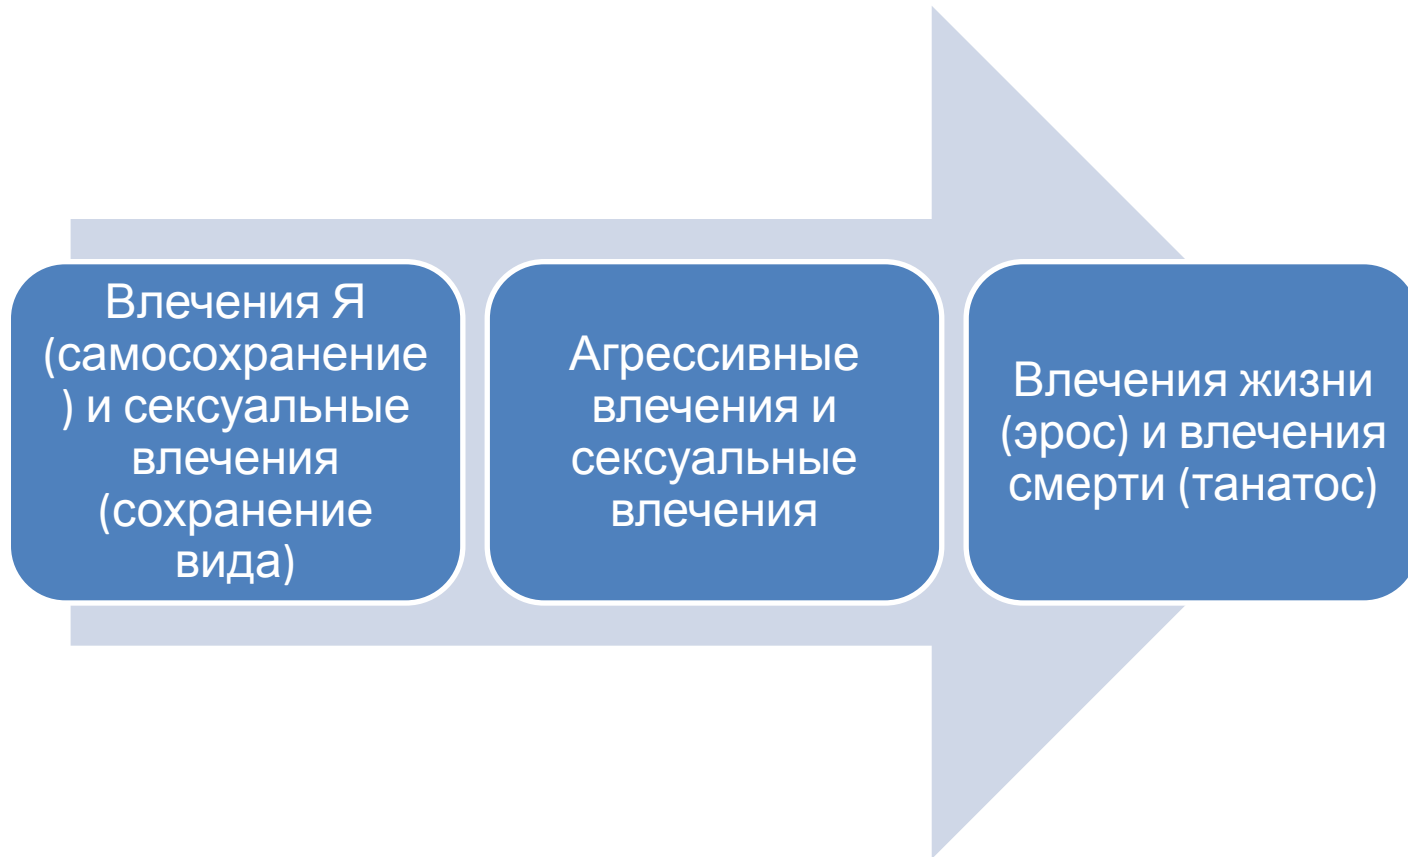 Влечения Я
(самосохранение
) и сексуальные
влечения
(сохранение
вида)
Агрессивные
влечения и
сексуальные
влечения
Влечения жизни
(эрос) и влечения
смерти (танатос)